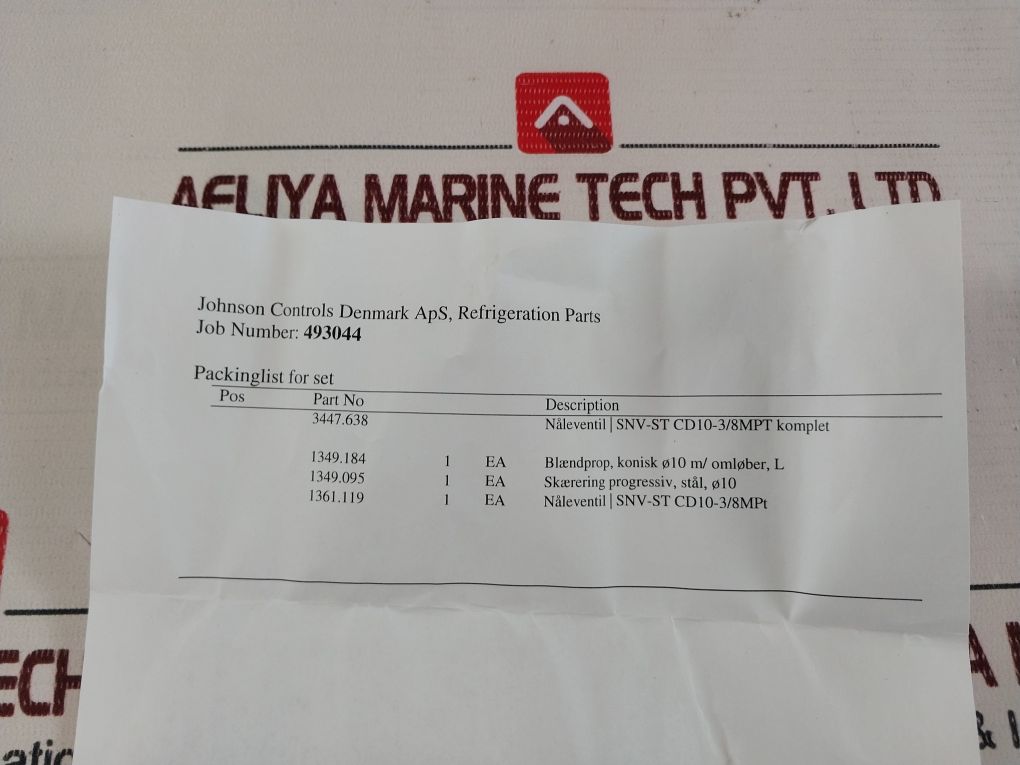 AELIYA MARINE TECH PVT. LTD
Johnson Controls Denmark ApS, Refrigeration Parts
Job Number: 493044
Packinglist for set
Pos Part No Description
3447.638 Nåleventil | SNV-ST CD10-3/8MPT komplet
1349.184 1 EA Blændprop, konisk ø10 m/ omløber, L
1349.095 1 EA Skærering progressiv, stål, ø10
1361.119 1 EA Nåleventil | SNV-ST CD10-3/8MPt
ECH
&